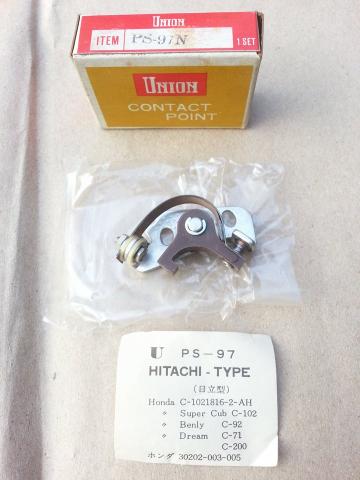 UNION
ITEM PS-97N 1 SET
UNION
CONTACT
POINT
U PS-97
HITACHI-TYPE
(日立型)
Honda C-1021816-2-AH
〃 Super Cub C-102
〃 Benly C-92
〃 Dream C-71
C-200
ホンダ 30202-003-005